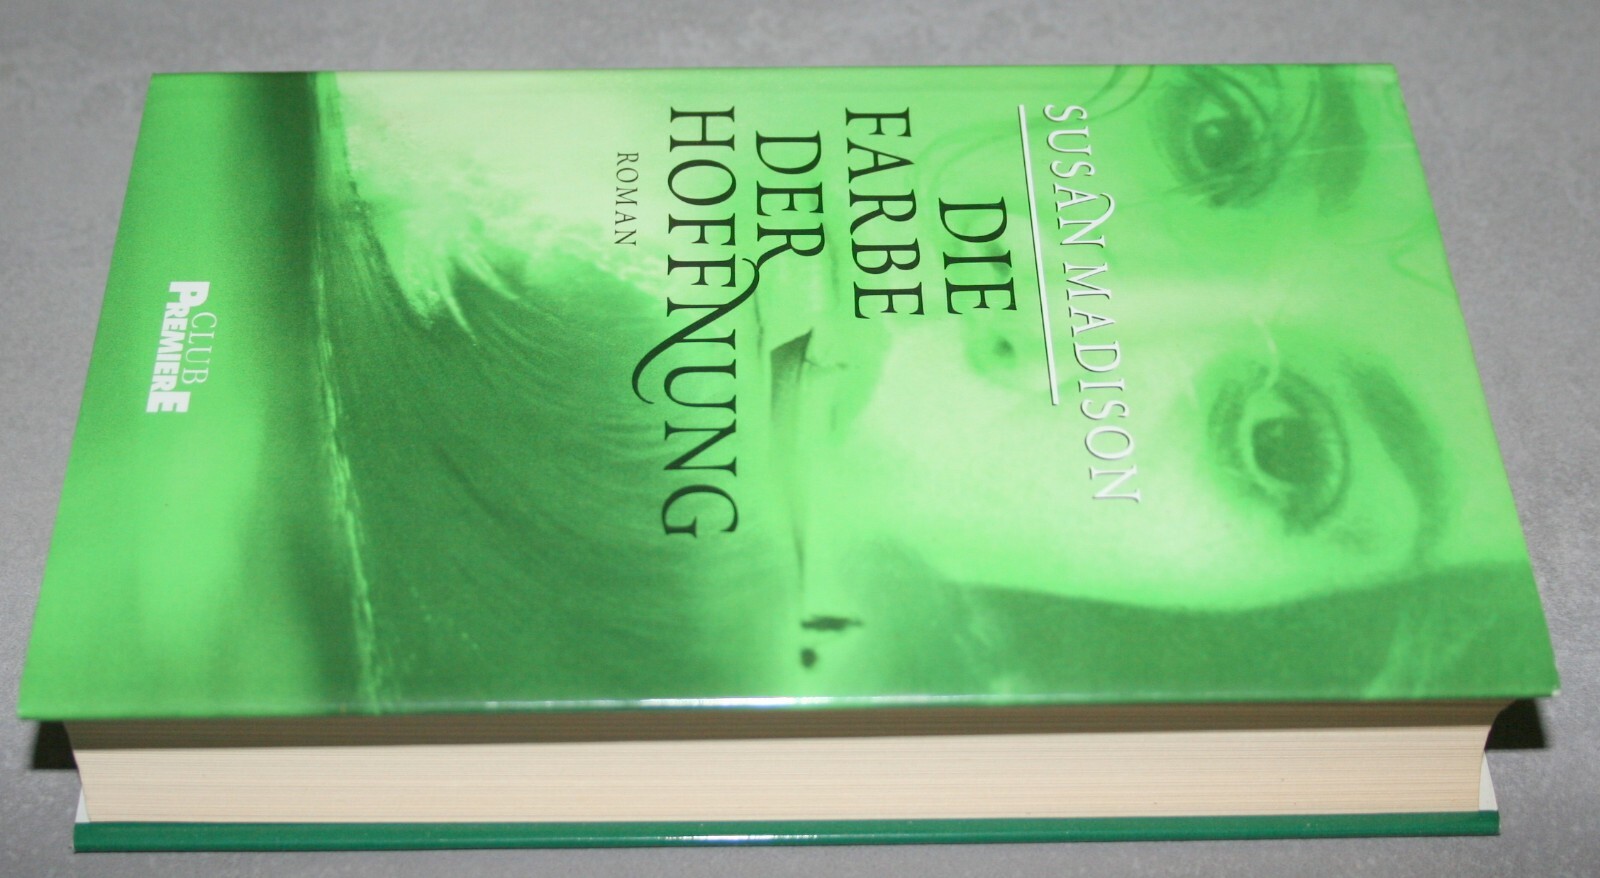 SUSAN MADISON
DIE
FARBE
DER
HOFFNUNG
ROMAN
CLUB
PREMIERE